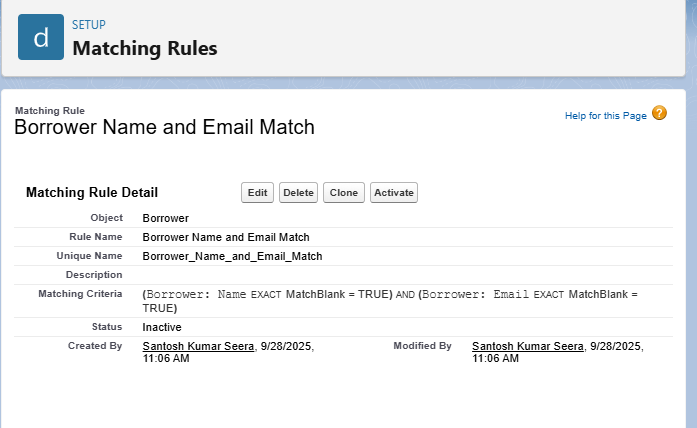 d
SETUP
Matching Rules
Matching Rule
Borrower Name and Email Match
Help for this Page ?
Matching Rule Detail
Edit Delete Clone Activate
Object Borrower
Rule Name Borrower Name and Email Match
Unique Name Borrower_Name_and_Email_Match
Description
Matching Criteria (Borrower: Name EXACT MatchBlank = TRUE) AND (Borrower: Email EXACT MatchBlank =
TRUE)
Status Inactive
Created By Santosh Kumar Seera, 9/28/2025, Modified By Santosh Kumar Seera, 9/28/2025,
11:06 AM 11:06 AM